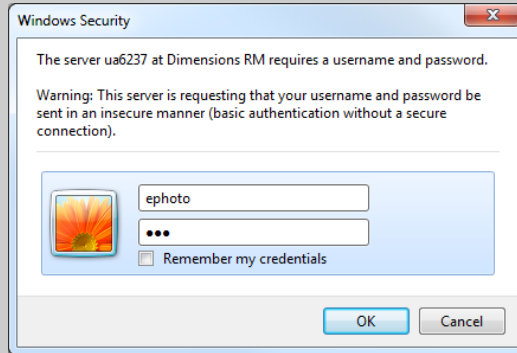 Windows Security
The server ua6237 at Dimensions RM requires a username and password.
Warning: This server is requesting that your username and password be
sent in an insecure manner (basic authentication without a secure
connection).
ephoto
●●●
Remember my credentials
OK Cancel